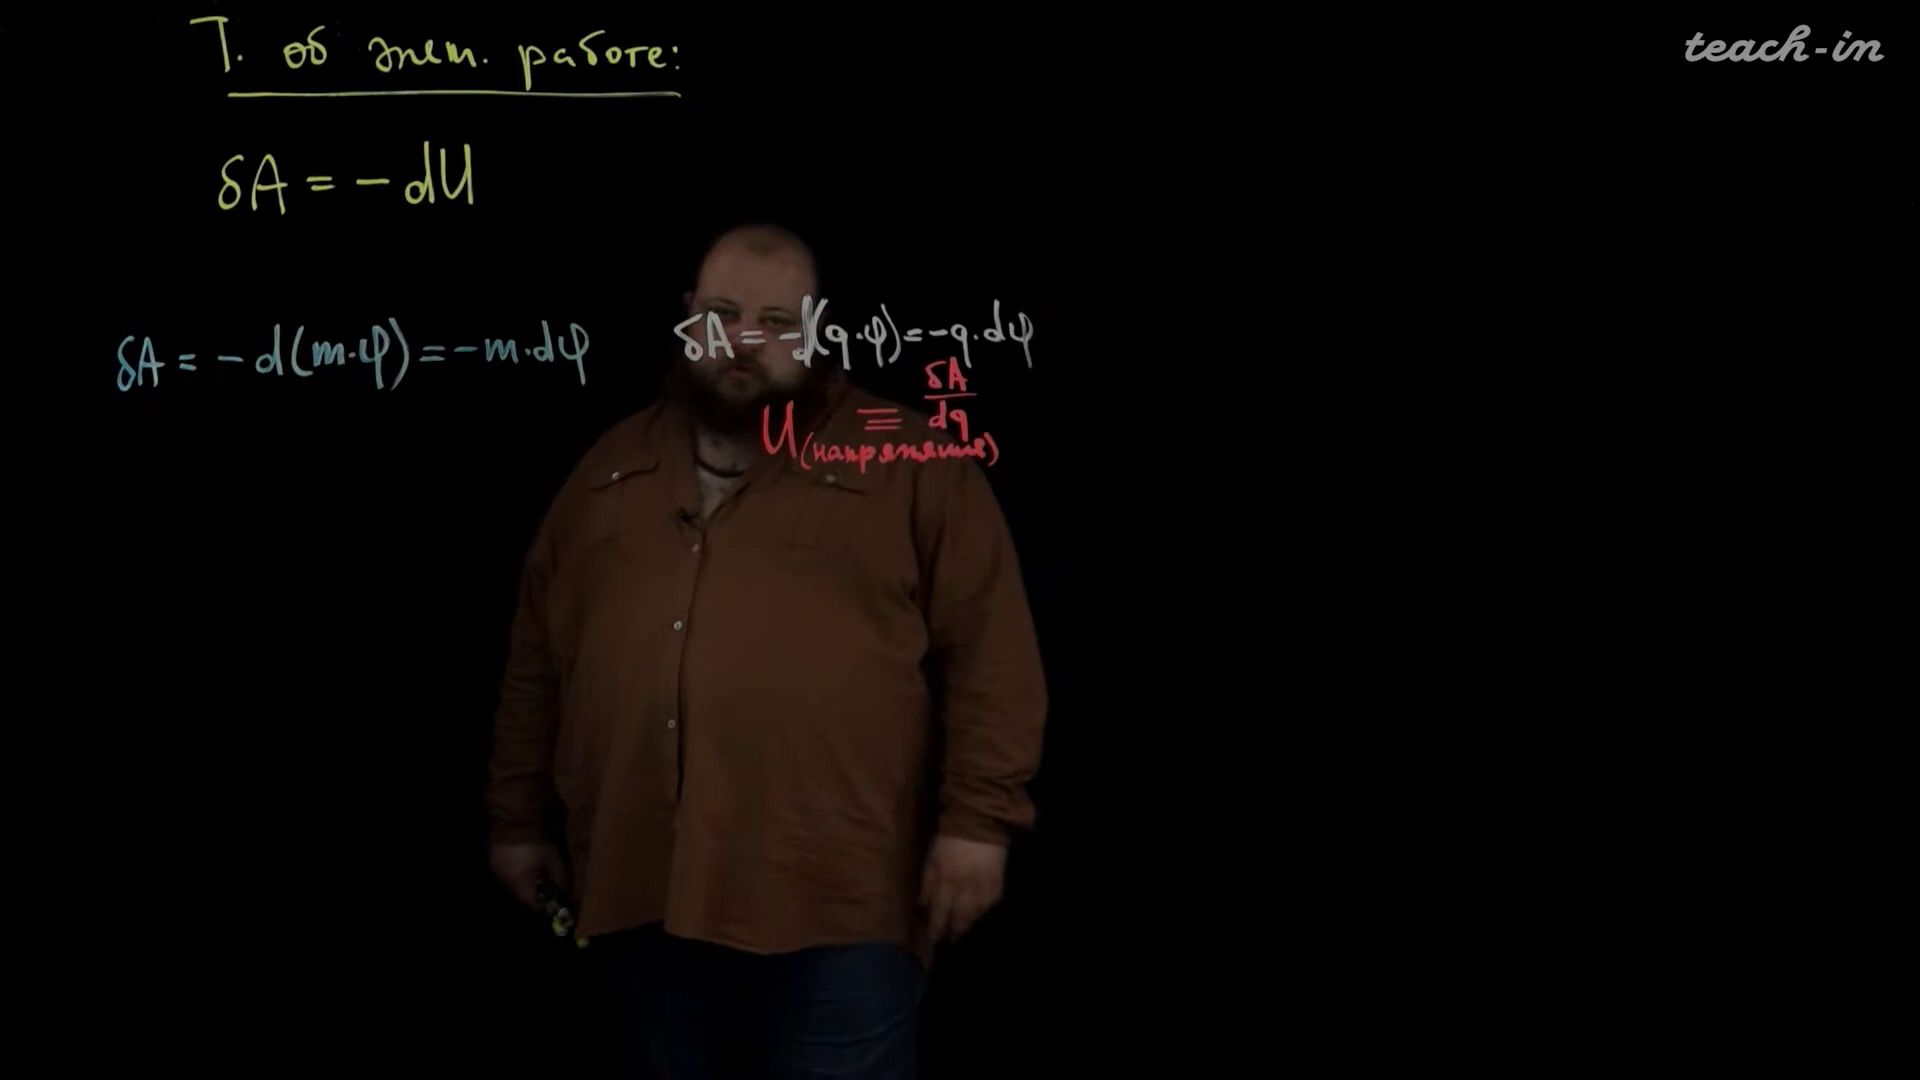 Т. об элем. работе:
teach-in
δA = - dU
δA = - d(m·φ) = - m·dφ
δA = - d(q·φ) = - q·dφ
U(напряжение) ≡ δA/dq